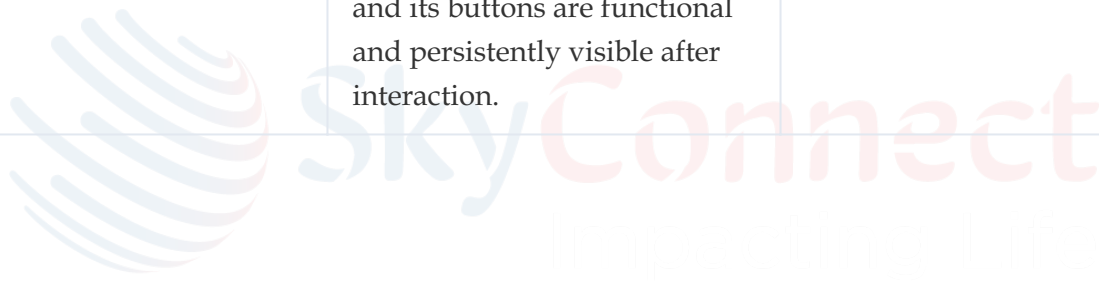 and its buttons are functional
and persistently visible after
interaction.
SkyConnect